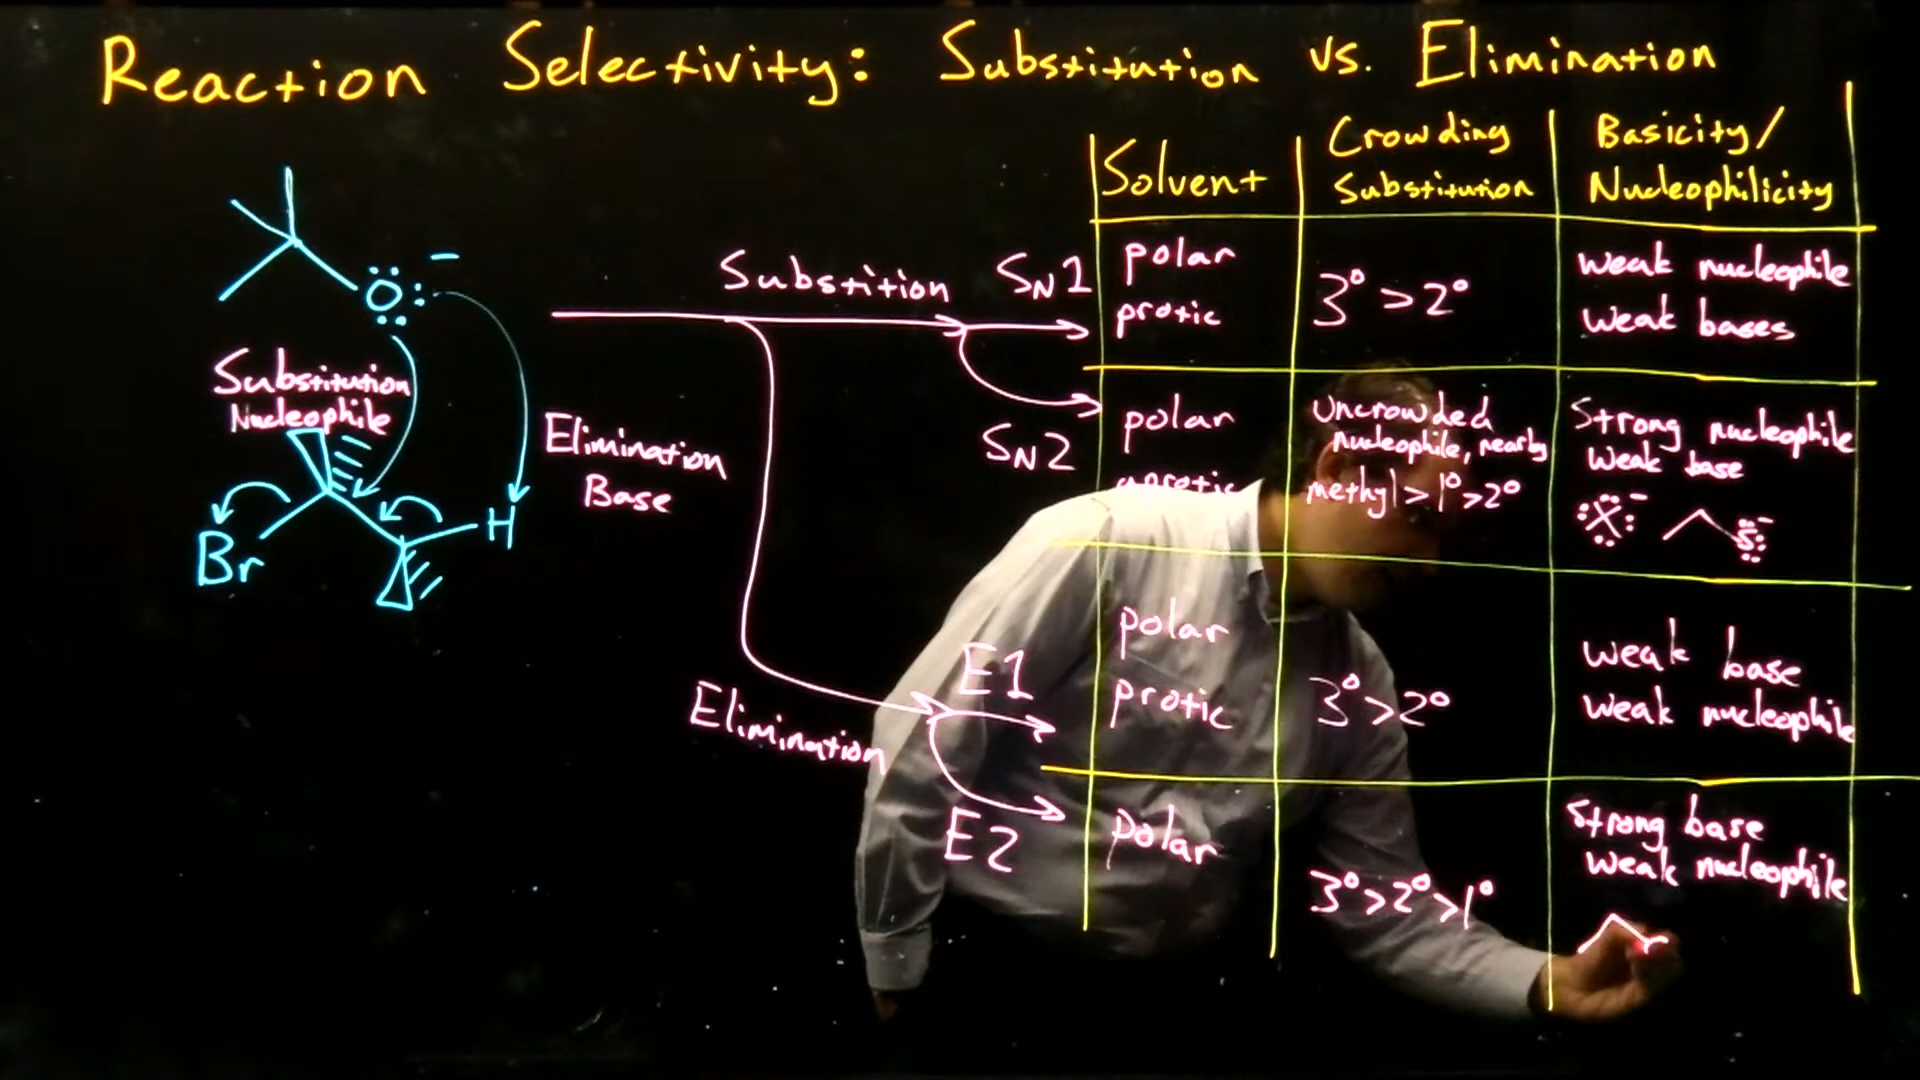 Reaction Selectivity: Substitution vs. Elimination
Solvent
Crowding
Substitution
Basicity/
Nucleophilicity
O
Substitution
Nucleophile
Br
H
Elimination
Base
Substition
SN1
polar
protic
3° > 2°
weak nucleophile
weak bases
SN2
polar
aprotic
Uncrowded
nucleophile, nearby
methyl > 1° > 2°
Strong nucleophile
weak base
X
S
Elimination
E1
polar
protic
3° > 2°
weak base
weak nucleophile
E2
polar
3° > 2° > 1°
Strong base
weak nucleophile